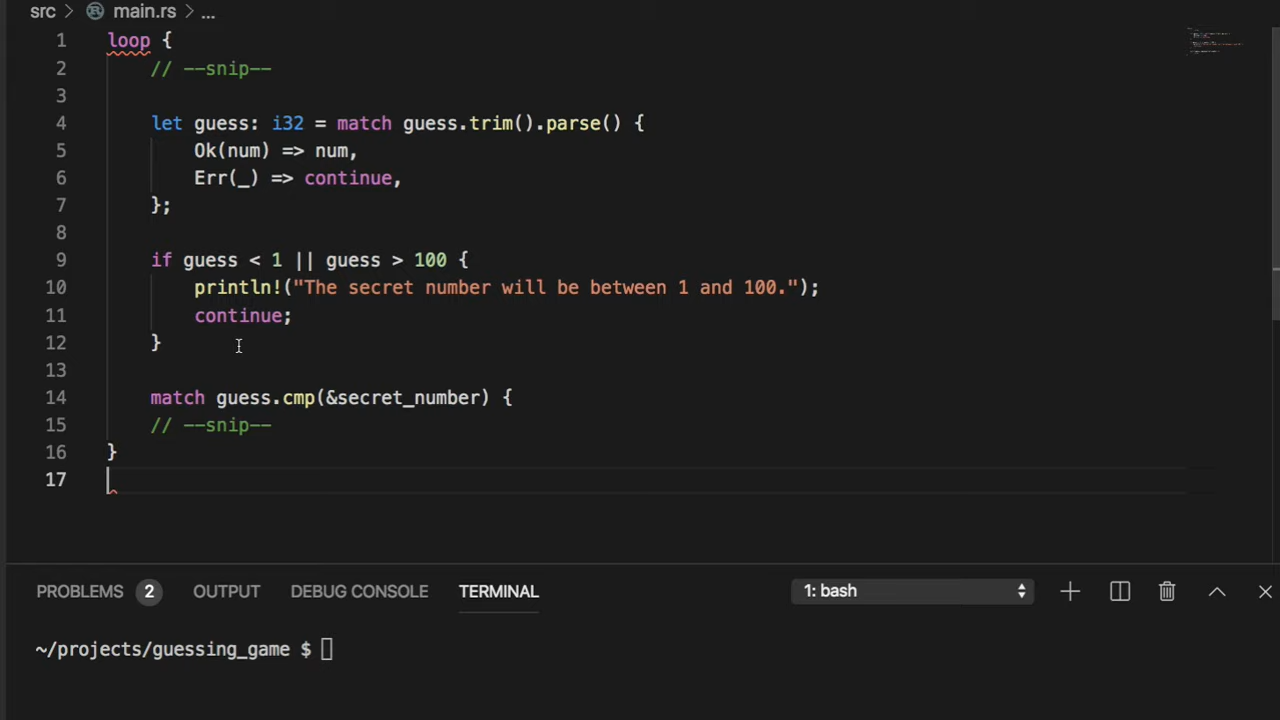 src > main.rs > ...
1 loop {
2     // --snip--
3
4     let guess: i32 = match guess.trim().parse() {
5         Ok(num) => num,
6         Err(_) => continue,
7     };
8
9     if guess < 1 || guess > 100 {
10         println!("The secret number will be between 1 and 100.");
11         continue;
12     }
13
14     match guess.cmp(&secret_number) {
15     // --snip--
16 }
17
PROBLEMS 2 OUTPUT DEBUG CONSOLE TERMINAL 1: bash
~/projects/guessing_game $